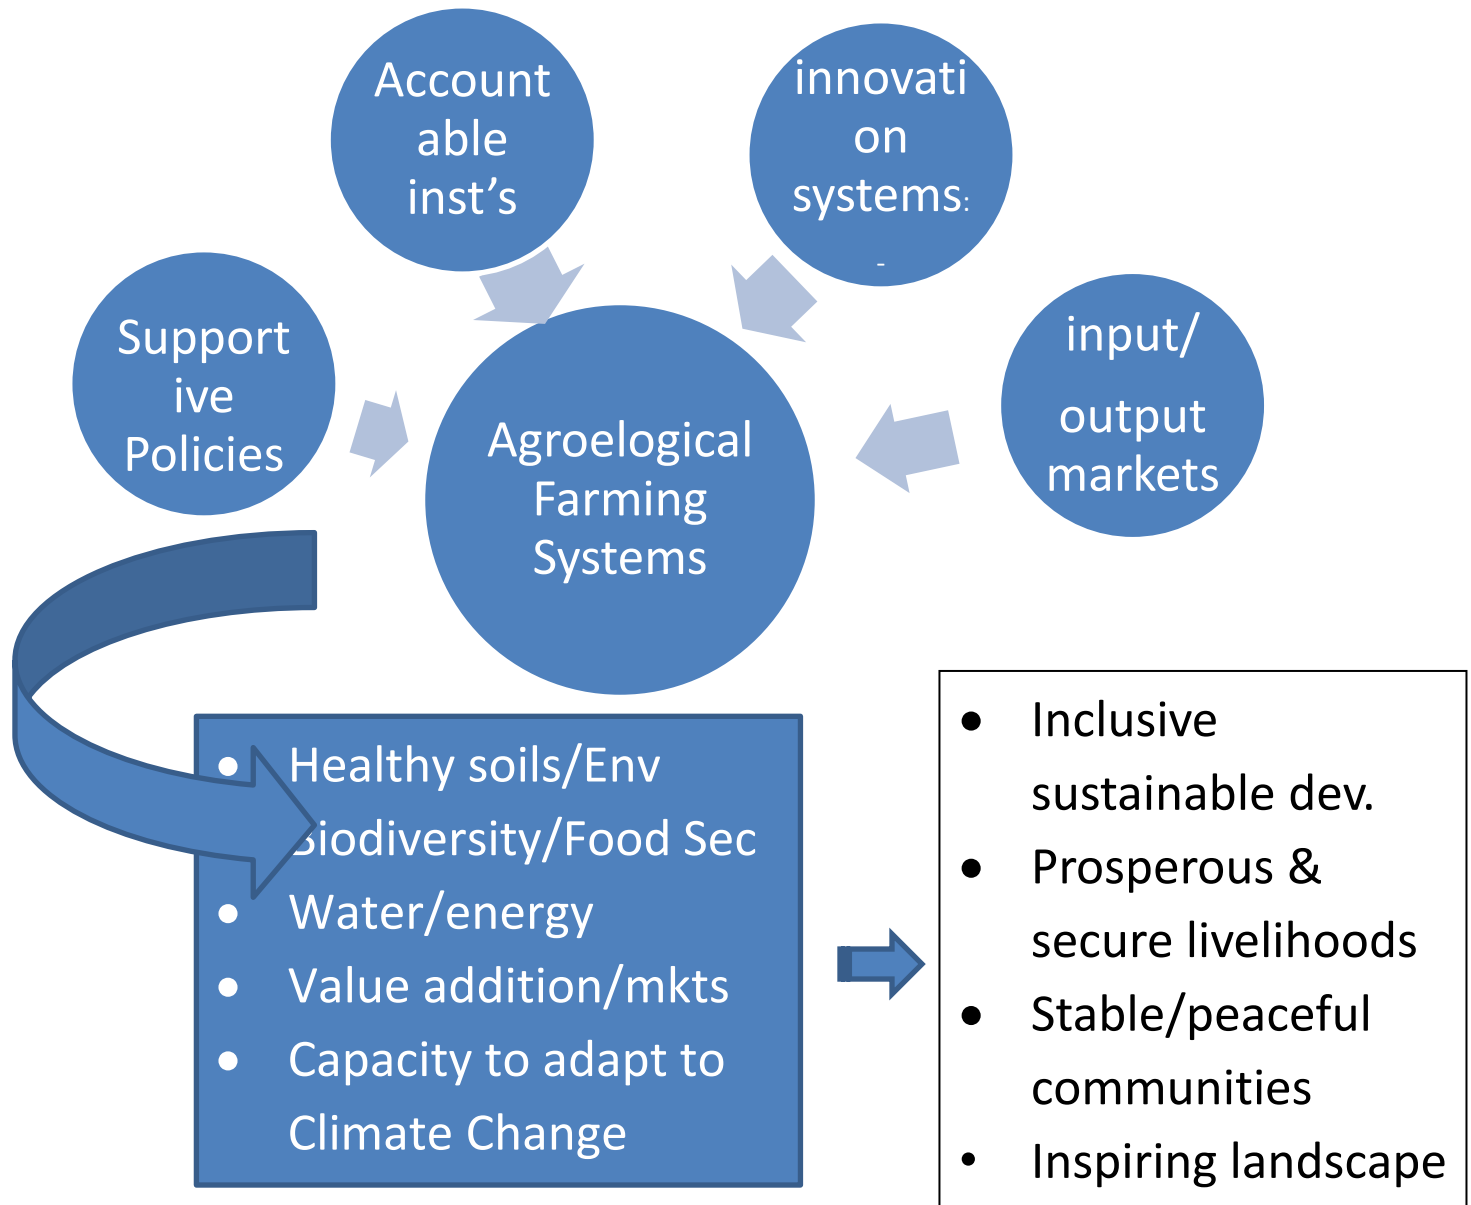 Account
able
inst’s
innovati
on
systems:
-
Support
ive
Policies
input/
output
markets
Agroelogical
Farming
Systems
• Healthy soils/Env
Biodiversity/Food Sec
• Water/energy
• Value addition/mkts
• Capacity to adapt to
Climate Change
• Inclusive
sustainable dev.
• Prosperous &
secure livelihoods
• Stable/peaceful
communities
• Inspiring landscape